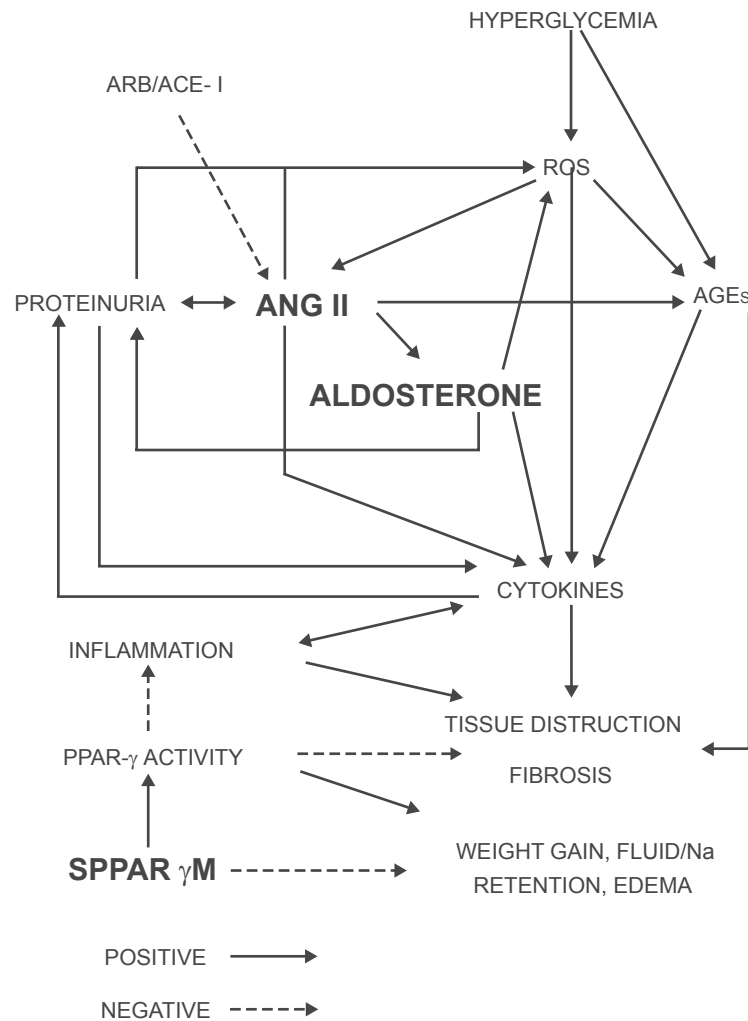 HYPERGLYCEMIA
ARB/ACE- I
ROS
PROTEINURIA
ANG II
AGEs
ALDOSTERONE
CYTOKINES
INFLAMMATION
TISSUE DISTRUCTION
FIBROSIS
PPAR-γ ACTIVITY
SPPAR γM
WEIGHT GAIN, FLUID/Na
RETENTION, EDEMA
POSITIVE
NEGATIVE